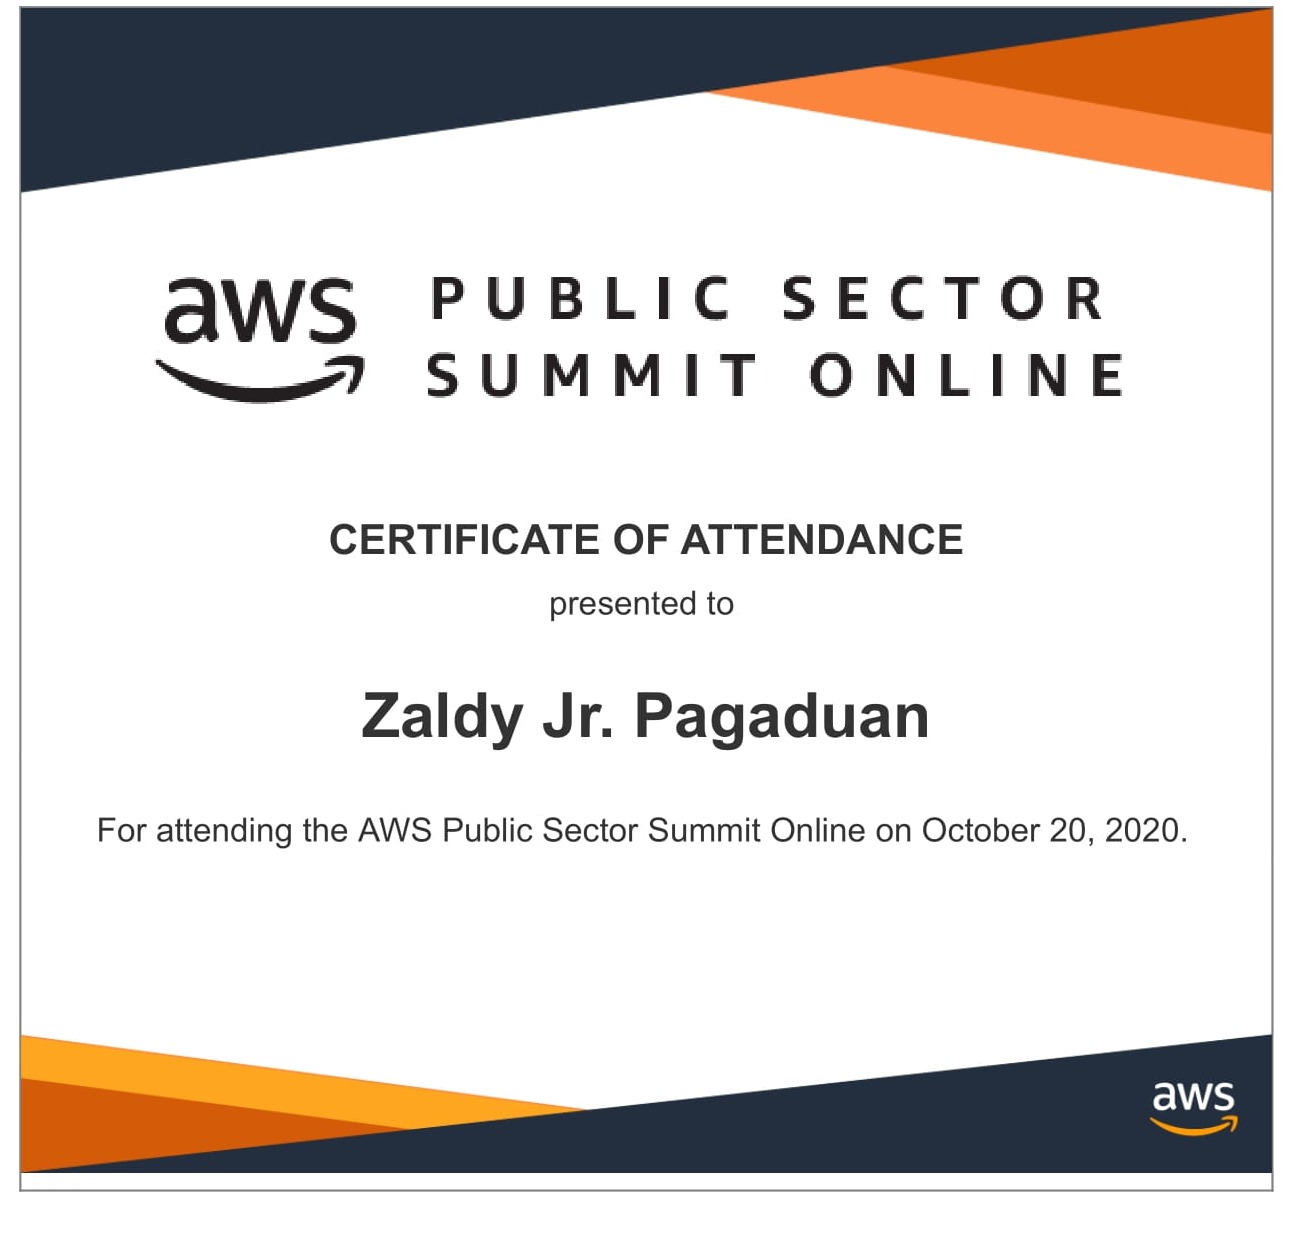 aws
PUBLIC SECTOR
SUMMIT ONLINE
CERTIFICATE OF ATTENDANCE
presented to
Zaldy Jr. Pagaduan
For attending the AWS Public Sector Summit Online on October 20, 2020.
aws